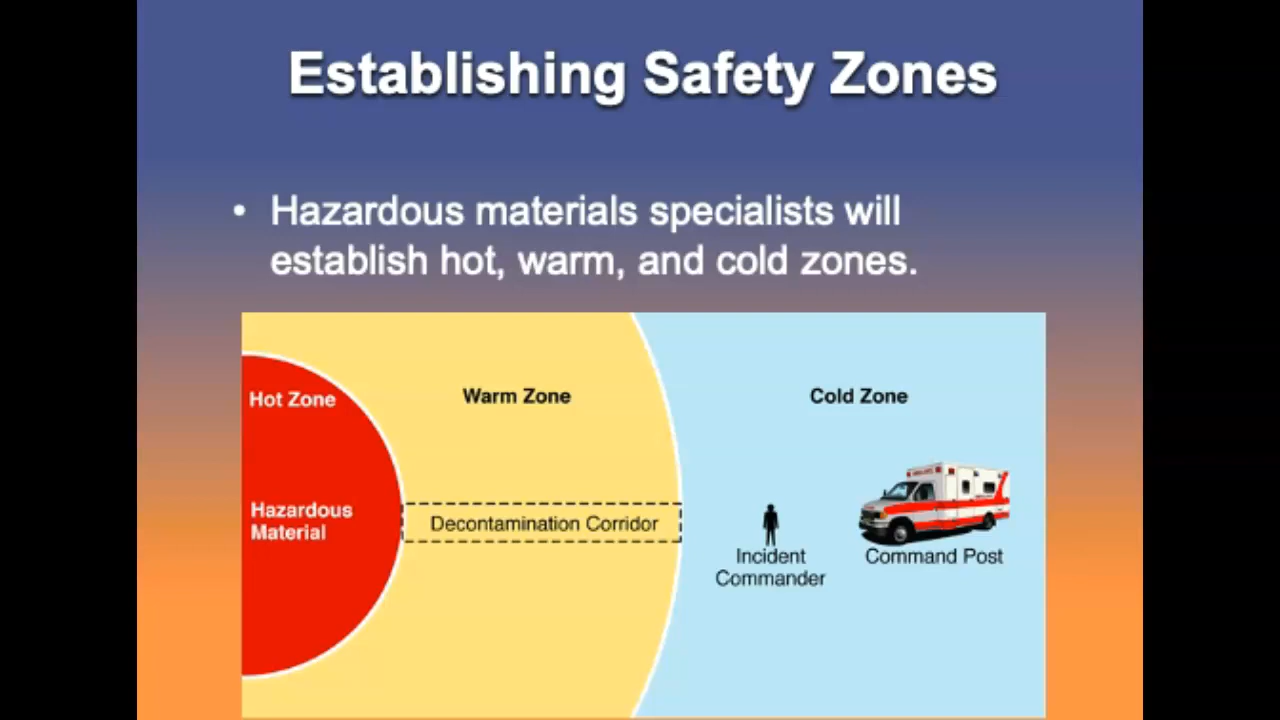 Establishing Safety Zones
• Hazardous materials specialists will
establish hot, warm, and cold zones.
Hot Zone
Warm Zone
Cold Zone
Hazardous
Material
Decontamination Corridor
Incident
Commander
Command Post